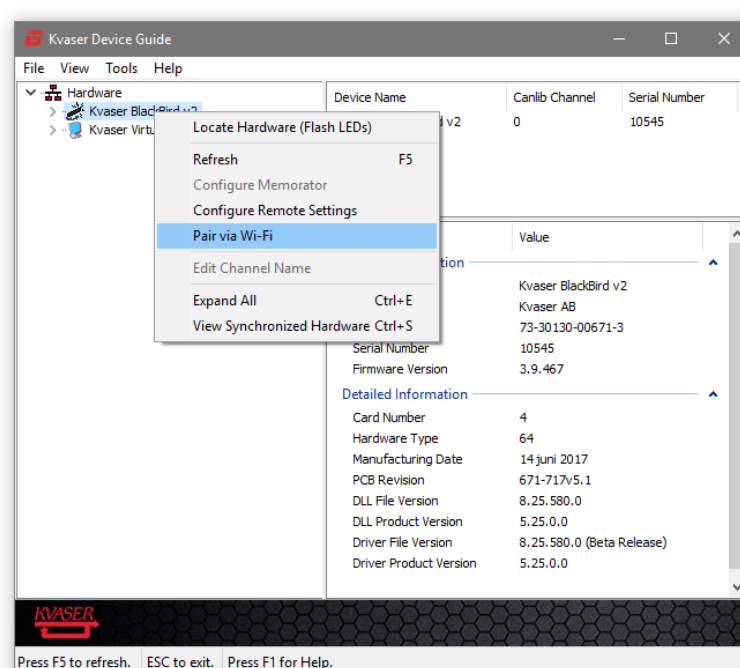 Kvaser Device Guide
File View Tools Help
Hardware
Kvaser BlackBird v2
Kvaser Virtu
Device Name Canlib Channel Serial Number
v2 0 10545
Locate Hardware (Flash LEDs)
Refresh F5
Configure Memorator
Configure Remote Settings
Pair via Wi-Fi
Edit Channel Name
Expand All Ctrl+E
View Synchronized Hardware Ctrl+S
Value
tion
Kvaser BlackBird v2
Kvaser AB
73-30130-00671-3
Serial Number 10545
Firmware Version 3.9.467
Detailed Information
Card Number 4
Hardware Type 64
Manufacturing Date 14 juni 2017
PCB Revision 671-717v5.1
DLL File Version 8.25.580.0
DLL Product Version 5.25.0.0
Driver File Version 8.25.580.0 (Beta Release)
Driver Product Version 5.25.0.0
KVASER
Press F5 to refresh. ESC to exit. Press F1 for Help.